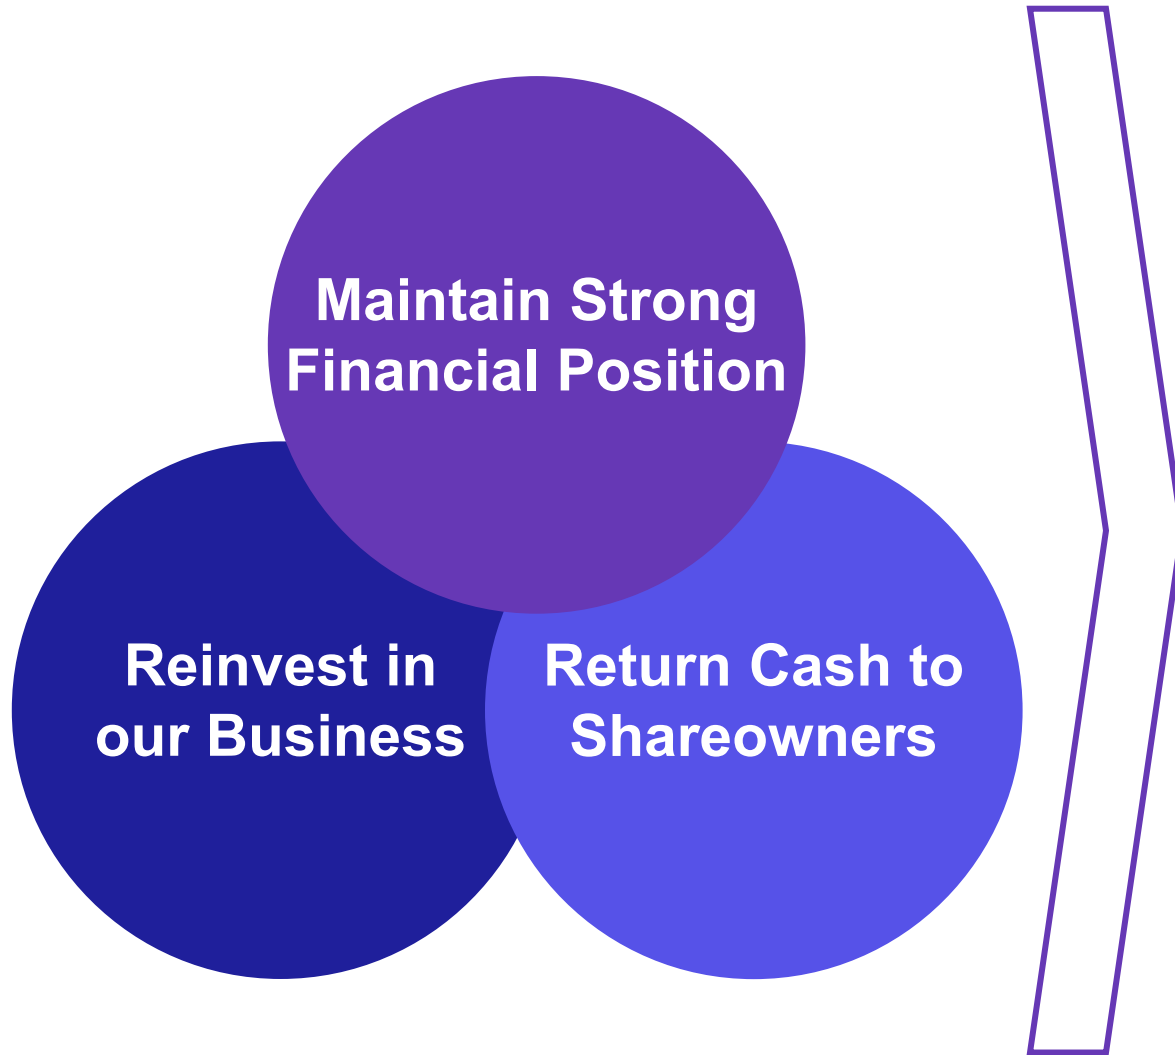 Maintain Strong
Financial Position
Reinvest in
our Business
Return Cash to
Shareowners